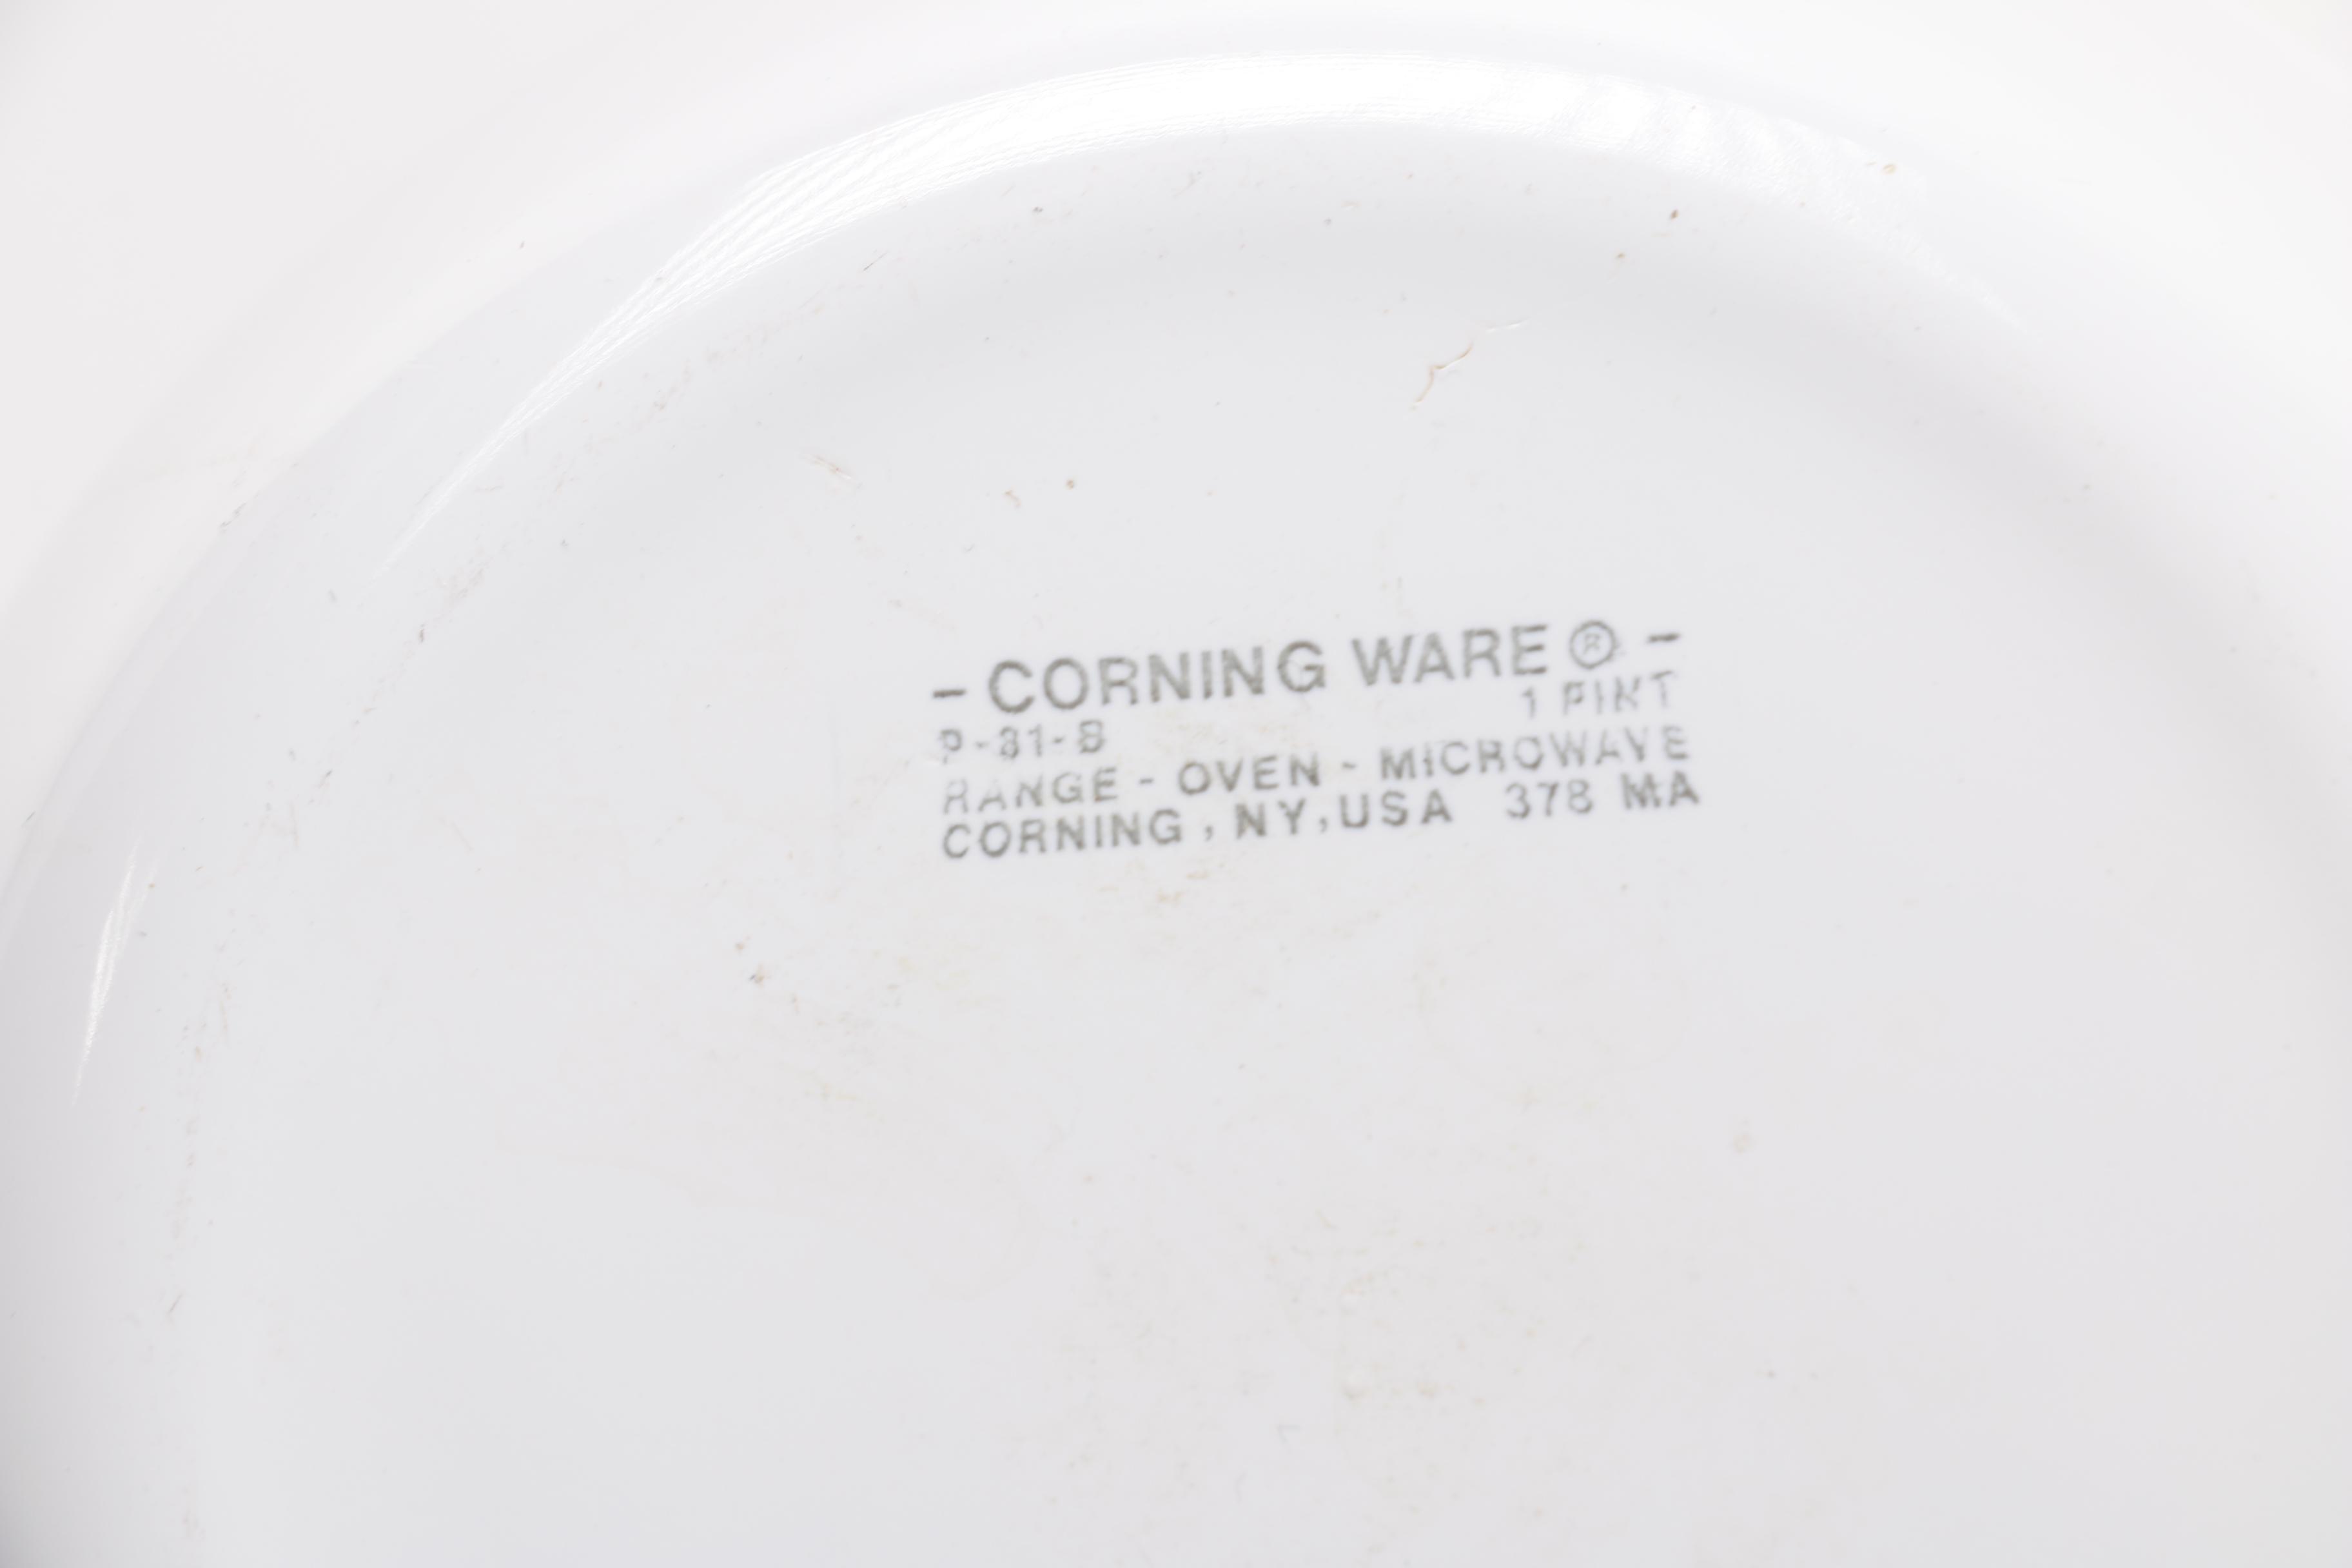 - CORNING WARE ® -
P-81-B 1 PINT
RANGE - OVEN - MICROWAVE
CORNING, NY, USA 378 MA